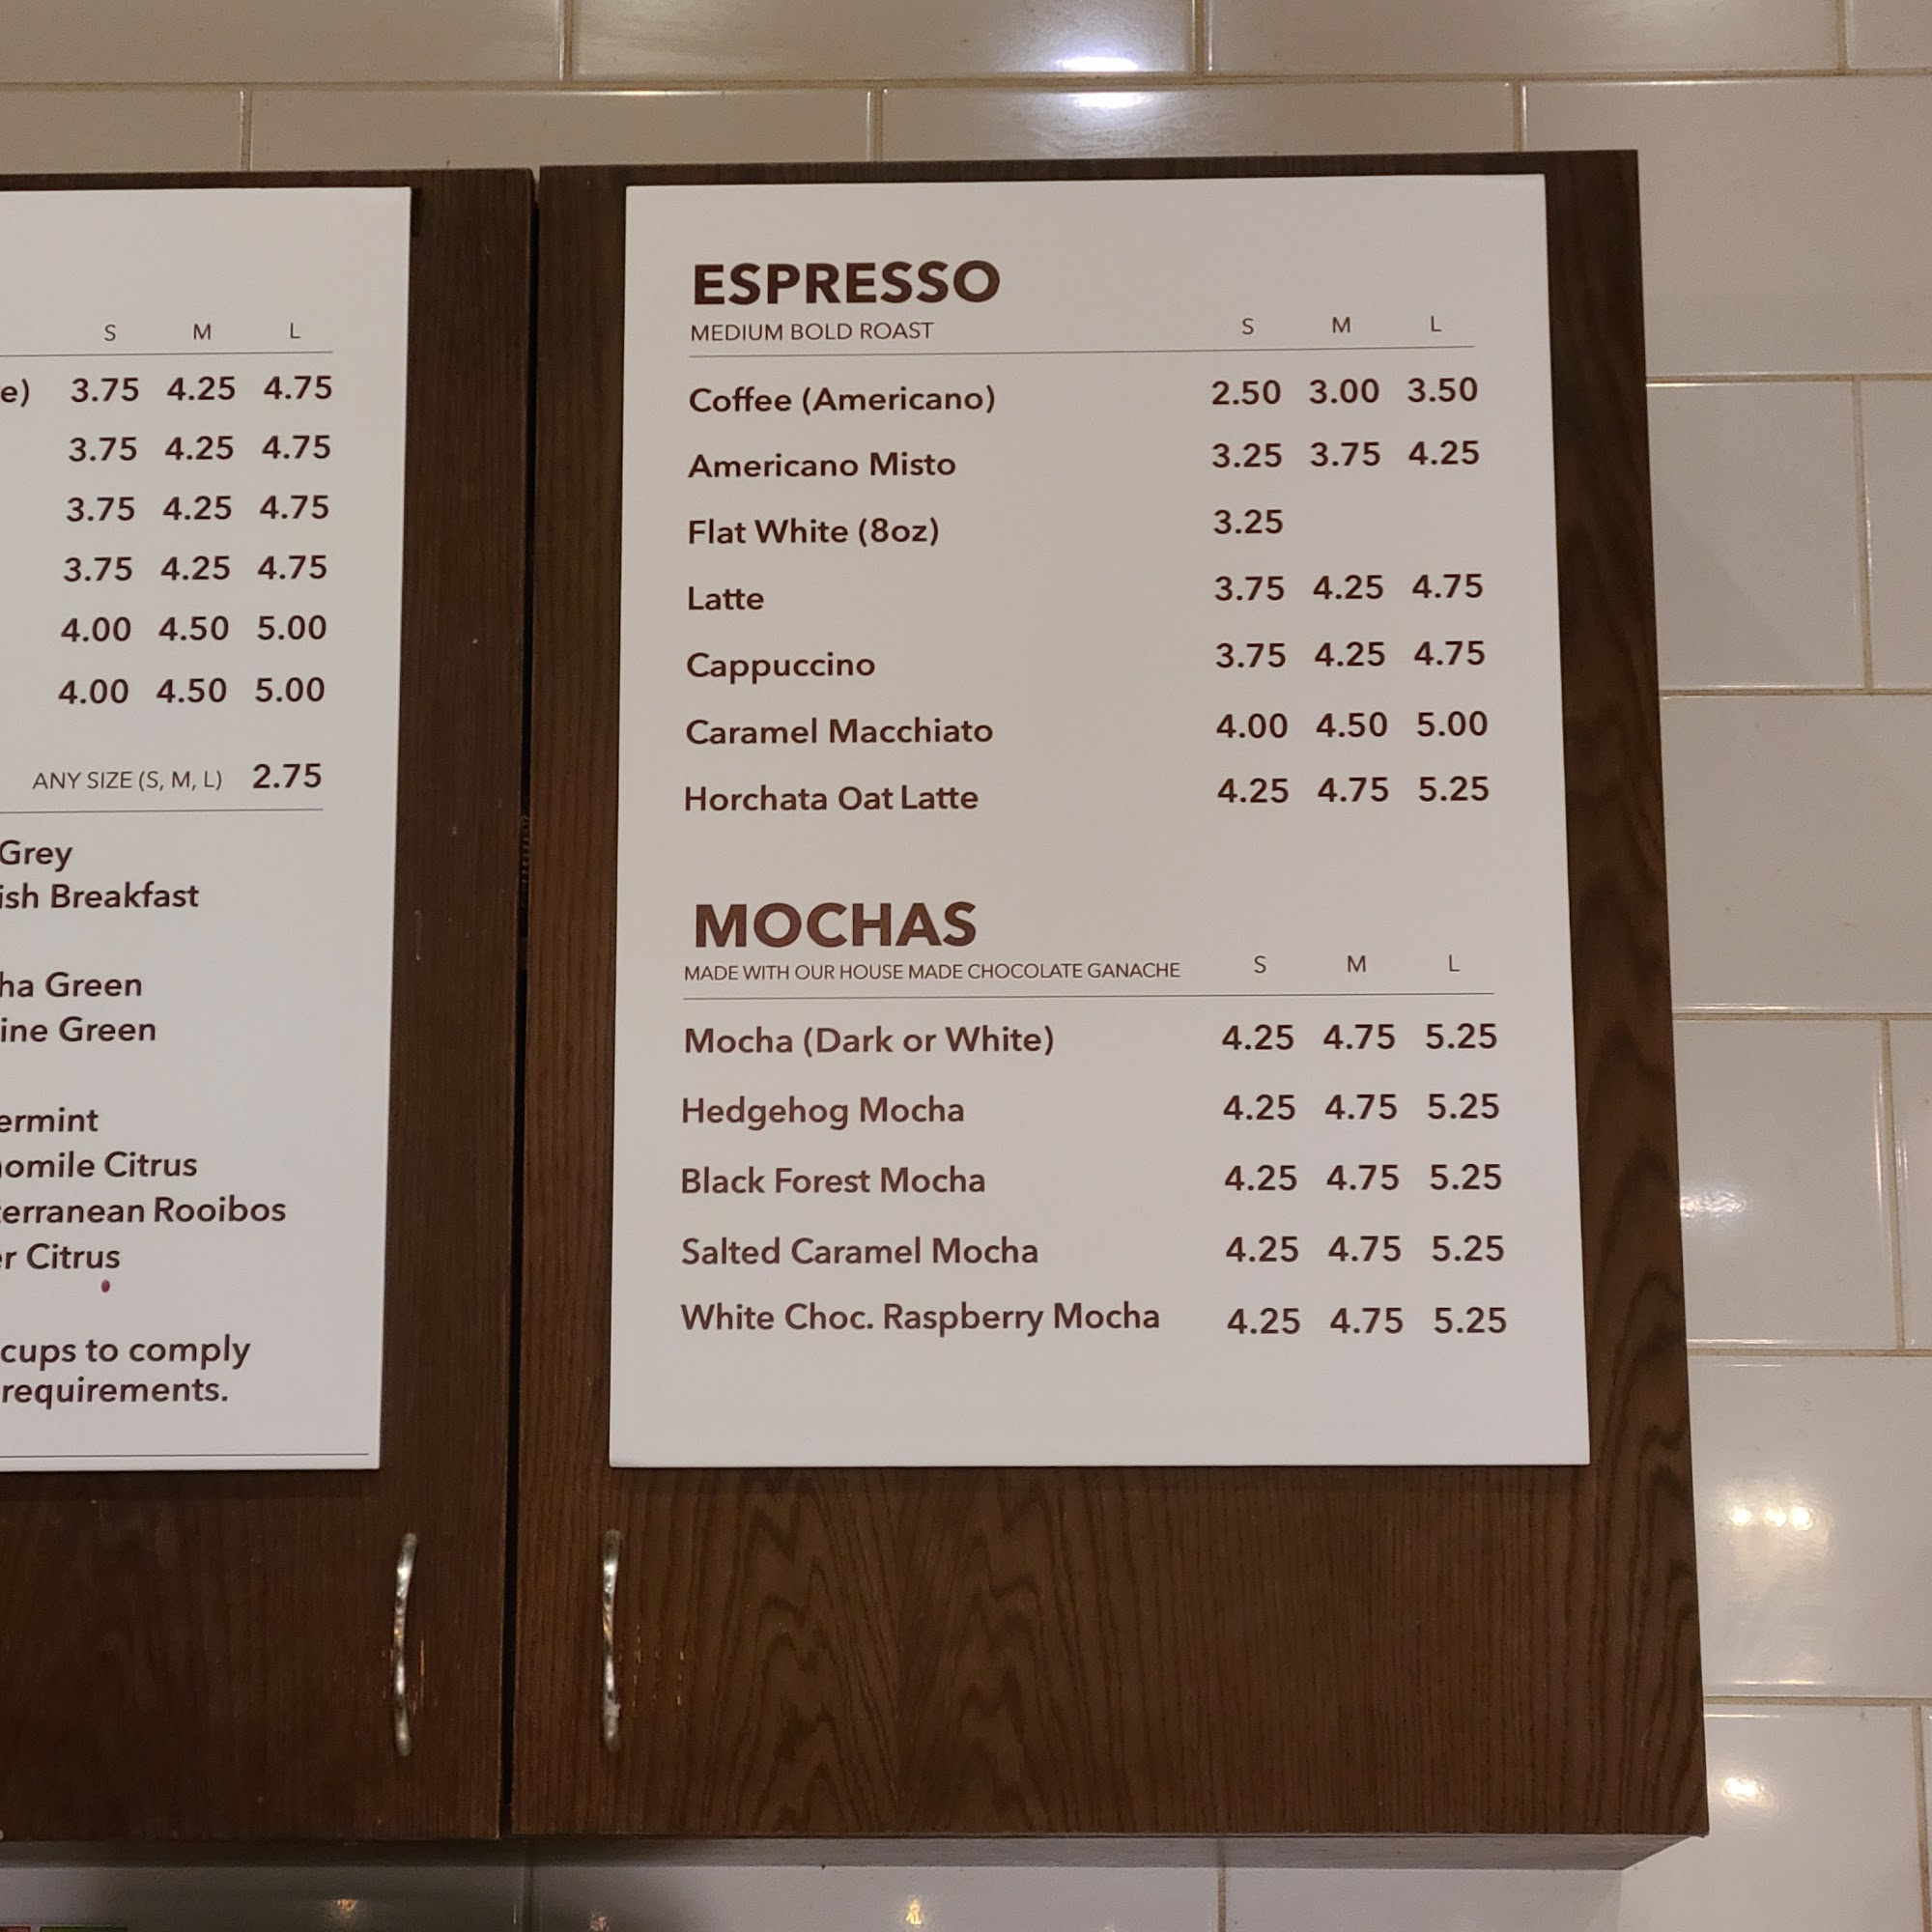 S M L
3.75 4.25 4.75
3.75 4.25 4.75
3.75 4.25 4.75
3.75 4.25 4.75
4.00 4.50 5.00
4.00 4.50 5.00
ANY SIZE (S, M, L) 2.75
Grey
Breakfast
Green
Green
Citrus
Rooibos
Citrus
cups to comply
requirements.
ESPRESSO
MEDIUM BOLD ROAST S M L
Coffee (Americano) 2.50 3.00 3.50
Americano Misto 3.25 3.75 4.25
Flat White (8oz) 3.25
Latte 3.75 4.25 4.75
Cappuccino 3.75 4.25 4.75
Caramel Macchiato 4.00 4.50 5.00
Horchata Oat Latte 4.25 4.75 5.25
MOCHAS
MADE WITH OUR HOUSE MADE CHOCOLATE GANACHE S M L
Mocha (Dark or White) 4.25 4.75 5.25
Hedgehog Mocha 4.25 4.75 5.25
Black Forest Mocha 4.25 4.75 5.25
Salted Caramel Mocha 4.25 4.75 5.25
White Choc. Raspberry Mocha 4.25 4.75 5.25